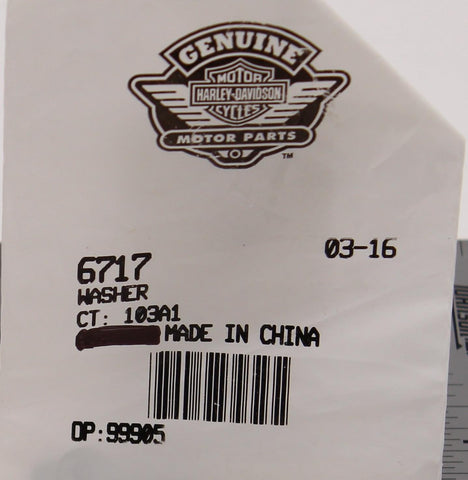 GENUINE
MOTOR
HARLEY-DAVIDSON
CYCLES
MOTOR PARTS
TM
03-16
6717
WASHER
CT: 103A1
MADE IN CHINA
OP:99905